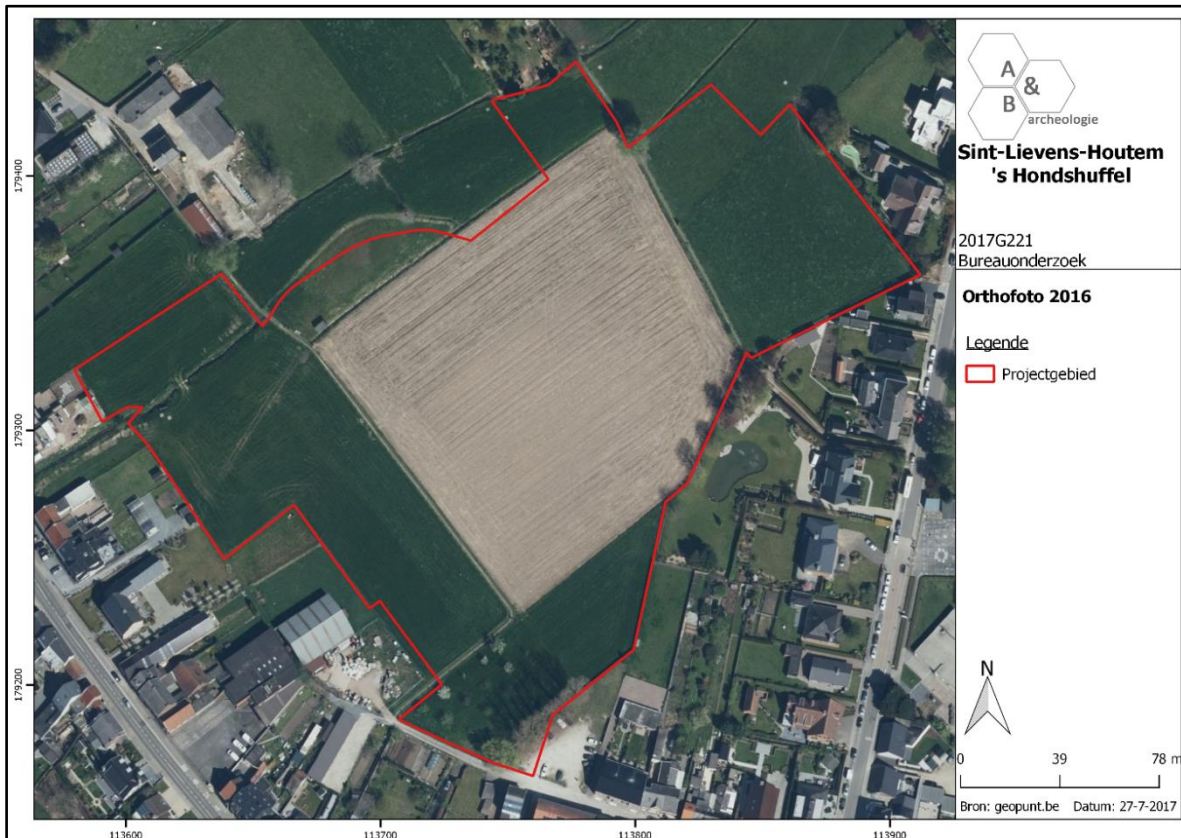 A
&
B
archeologie
Sint-Lievens-Houtem
's Hondshuffel
2017G221
Bureauonderzoek
Orthofoto 2016
Legende
Projectgebied
N
0 39 78 m
Bron: geopunt.be Datum: 27-7-2017
179400
179300
179200
113600 113700 113800 113900